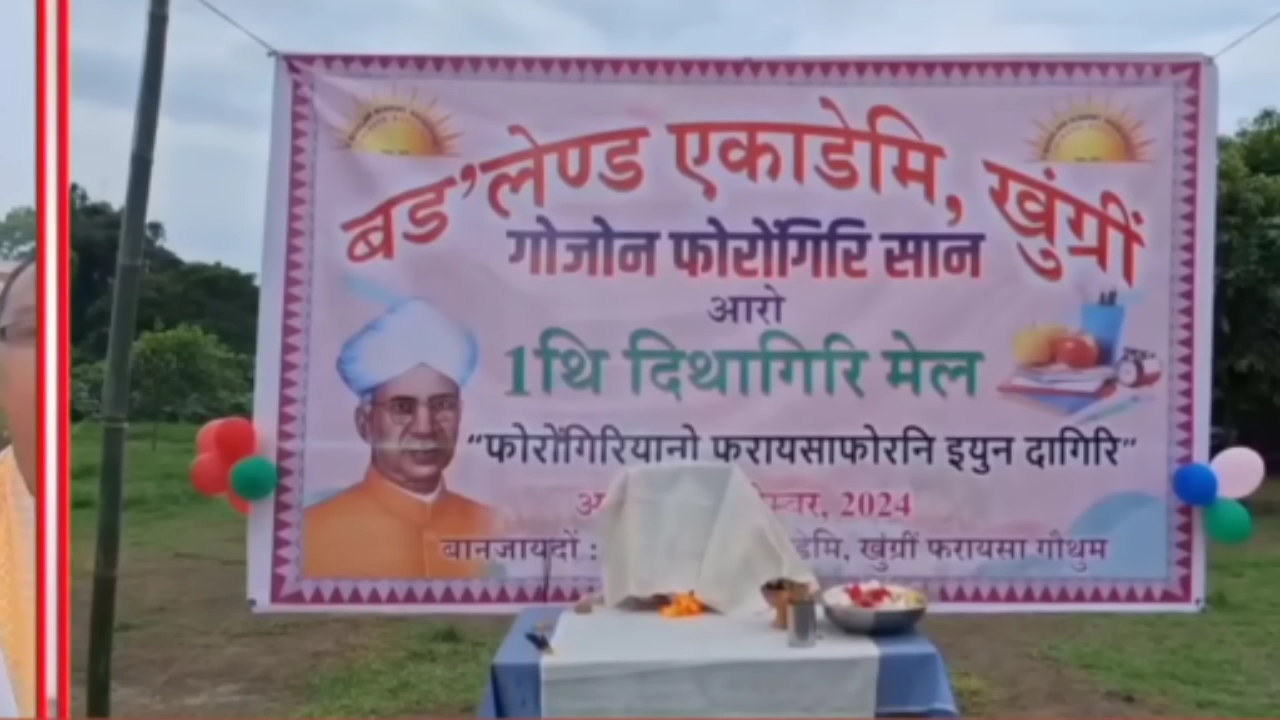 बड’लेण्ड एकाडेमि, खुंग्रीं
गोजोन फोरोंगिरि सान
आरो
1थि दिथागिरि मेल
“फोरोंगिरियानो फरायसाफोरनि इयुन दागिरि”
2024
बानजायदों : खुंग्रीं फरायसा गौथुम